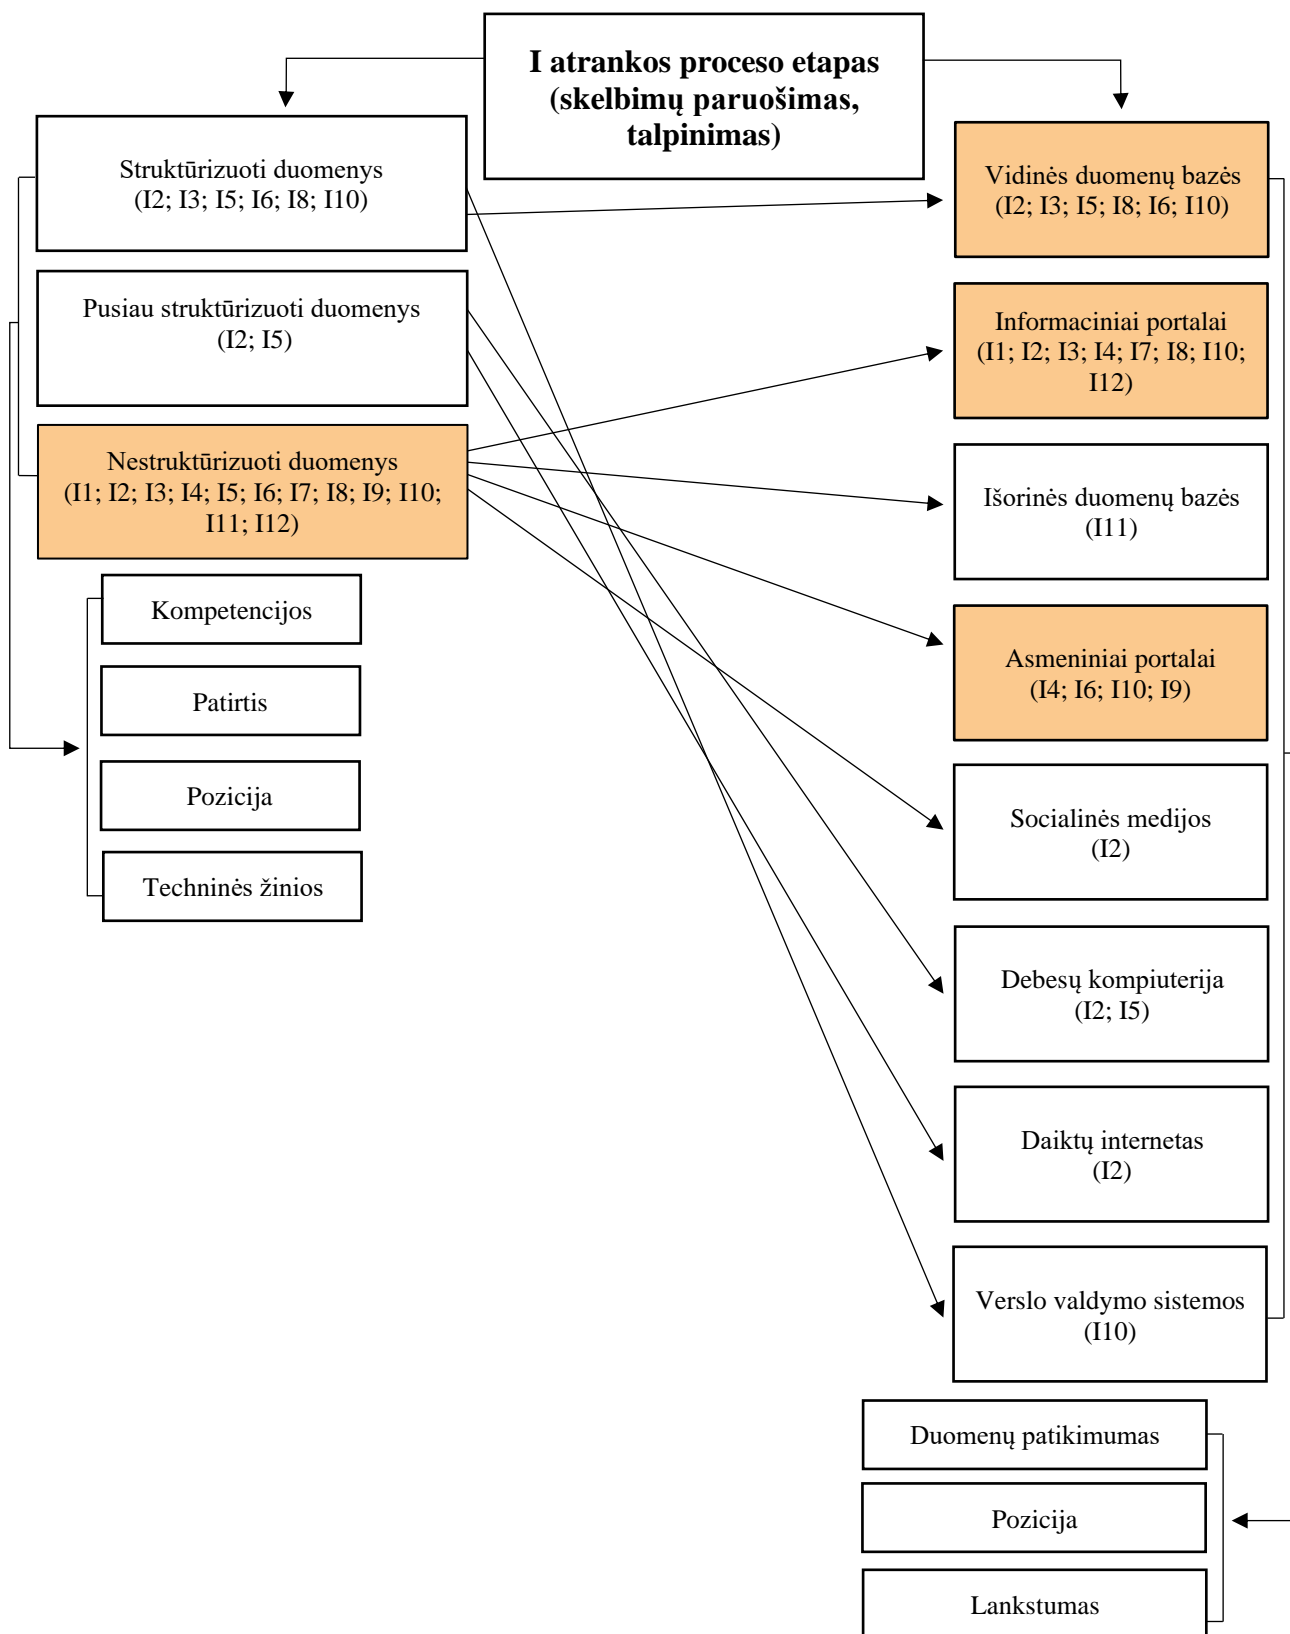 I atrankos proceso etapas
(skelbimų paruošimas,
talpinimas)
Struktūrizuoti duomenys
(I2; I3; I5; I6; I8; I10)
Pusiau struktūrizuoti duomenys
(I2; I5)
Nestruktūrizuoti duomenys
(I1; I2; I3; I4; I5; I6; I7; I8; I9; I10;
I11; I12)
Kompetencijos
Patirtis
Pozicija
Techninės žinios
Vidinės duomenų bazės
(I2; I3; I5; I8; I6; I10)
Informaciniai portalai
(I1; I2; I3; I4; I7; I8; I10;
I12)
Išorinės duomenų bazės
(I11)
Asmeniniai portalai
(I4; I6; I10; I9)
Socialinės medijos
(I2)
Debesų kompiuterija
(I2; I5)
Daiktų internetas
(I2)
Verslo valdymo sistemos
(I10)
Duomenų patikimumas
Pozicija
Lankstumas